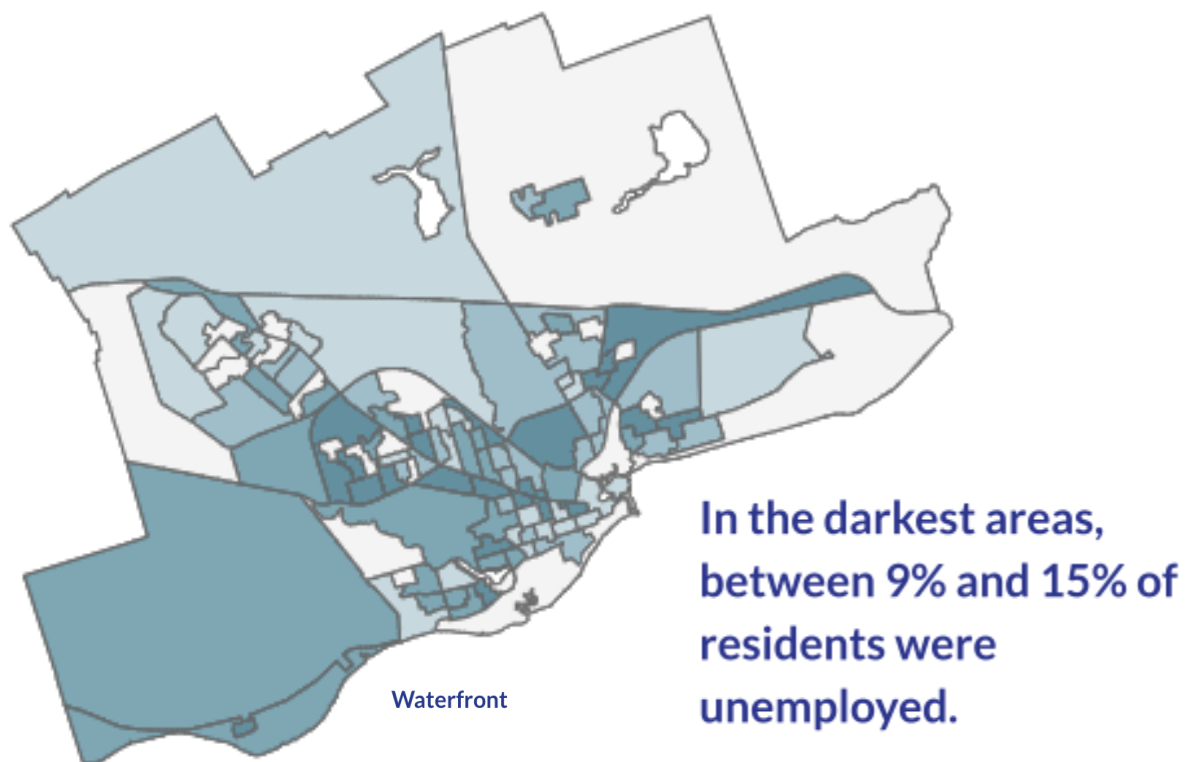 In the darkest areas,
between 9% and 15% of
residents were
unemployed.
Waterfront